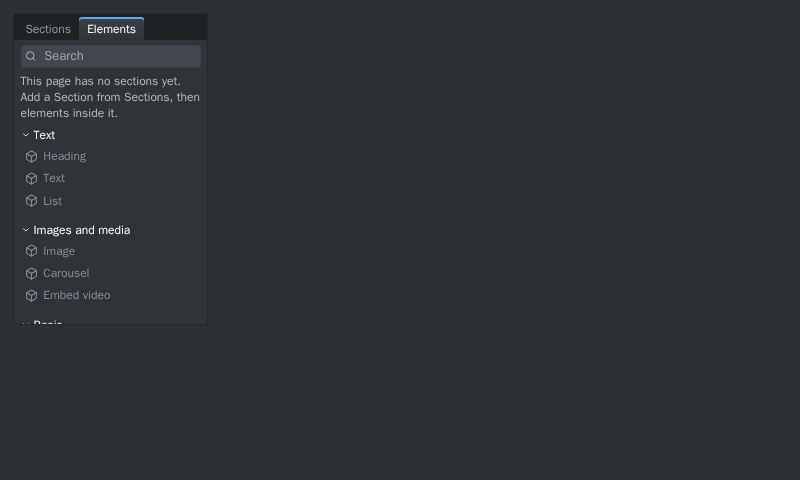 Sections Elements
Search
This page has no sections yet.
Add a Section from Sections, then
elements inside it.
Text
Heading
Text
List
Images and media
Image
Carousel
Embed video